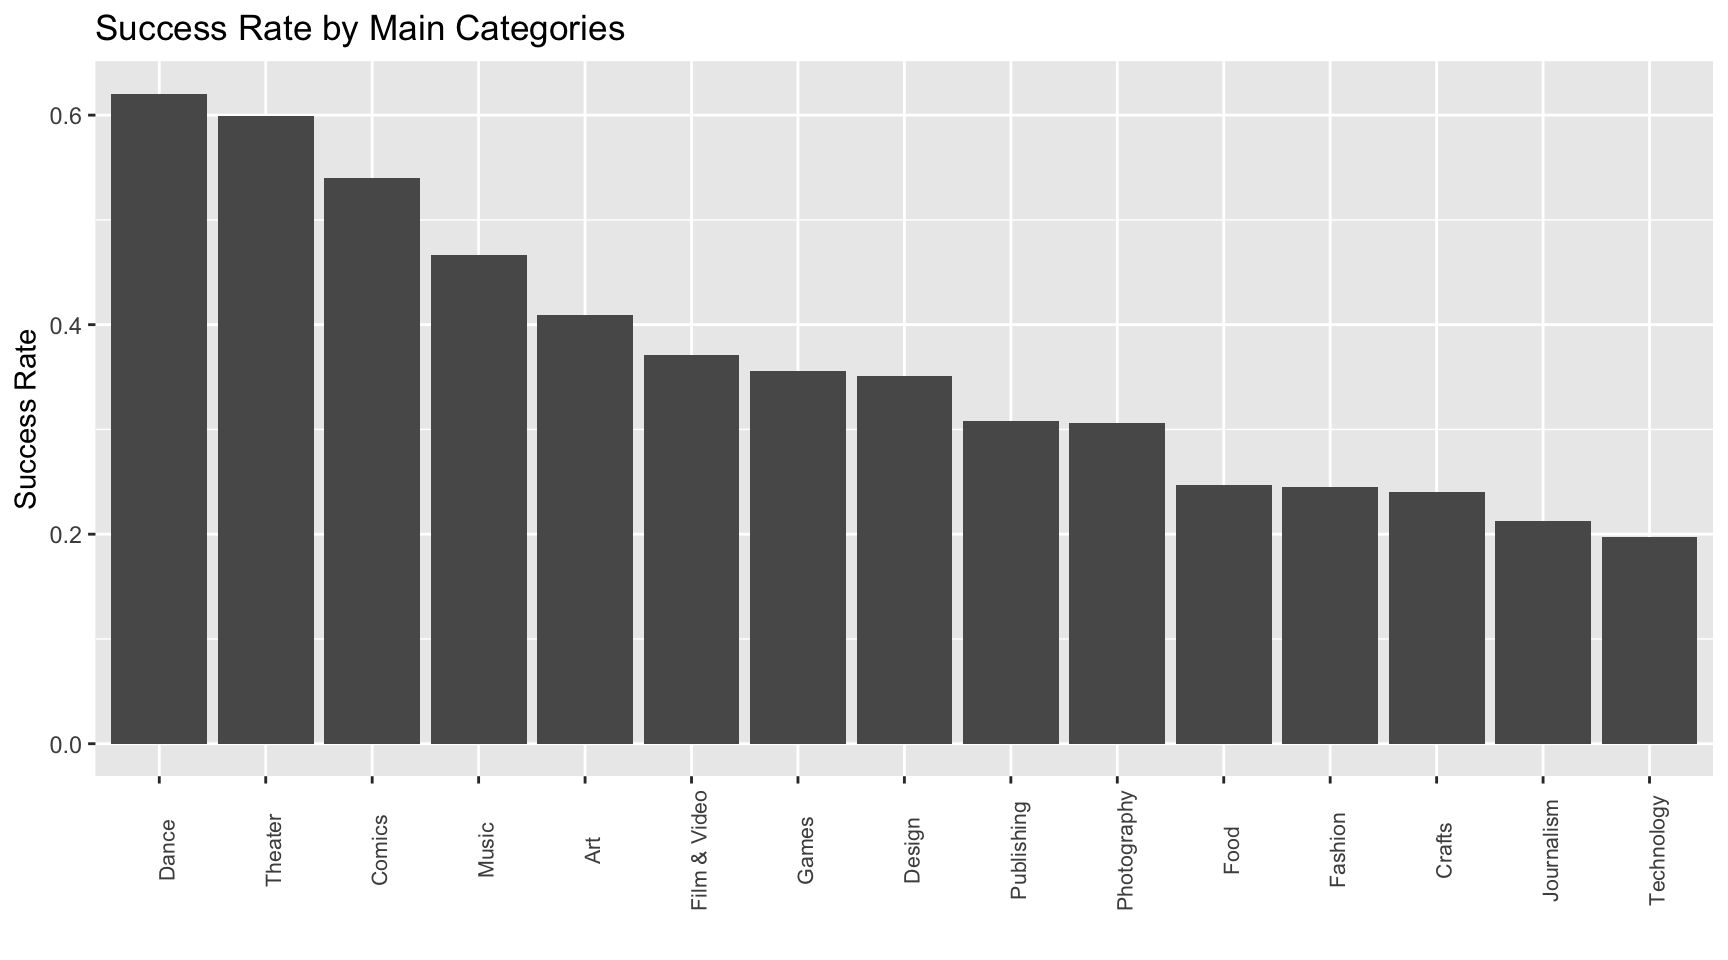 Success Rate by Main Categories
Success Rate
0.6
0.4
0.2
0.0
Dance
Theater
Comics
Music
Art
Film & Video
Games
Design
Publishing
Photography
Food
Fashion
Crafts
Journalism
Technology